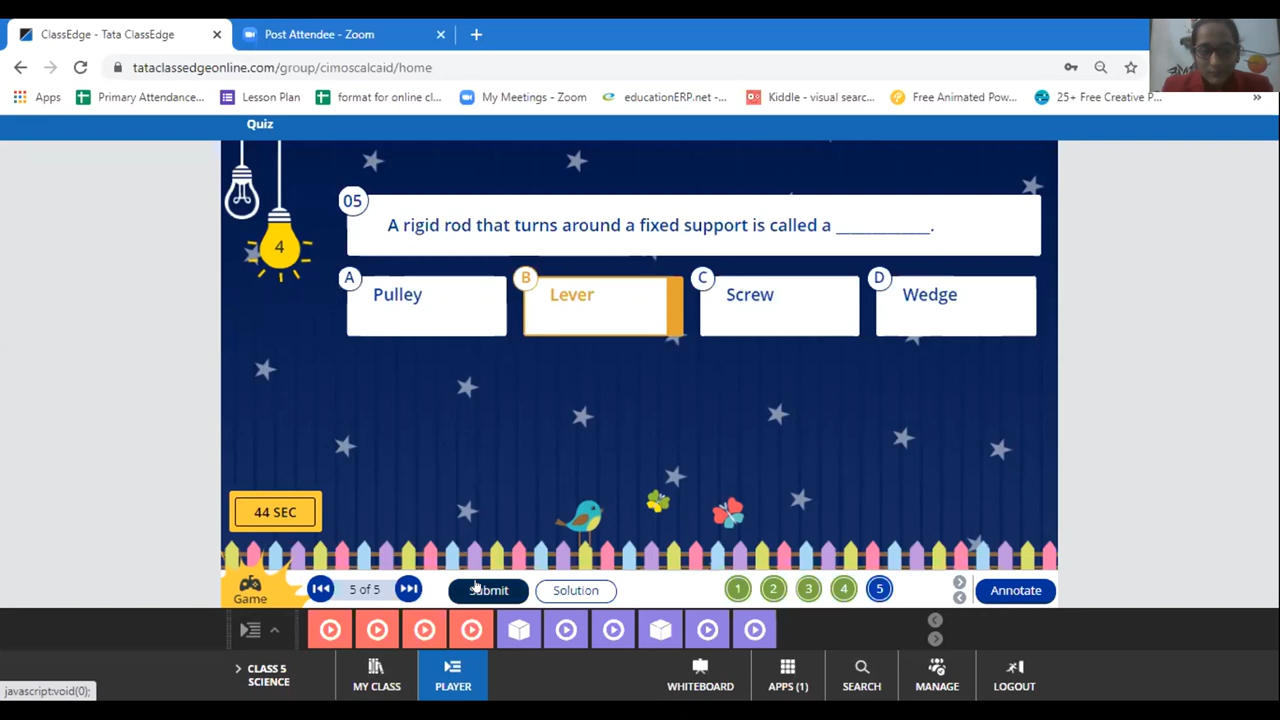 ClassEdge - Tata ClassEdge
Post Attendee - Zoom
tataclassedgeonline.com/group/cimoscalcaid/home
Apps
Primary Attendance...
Lesson Plan
format for online cl...
My Meetings - Zoom
educationERP.net -...
Kiddle - visual searc...
Free Animated Pow...
25+ Free Creative P...
Quiz
4
05
A rigid rod that turns around a fixed support is called a _____________.
A
Pulley
B
Lever
C
Screw
D
Wedge
44 SEC
Game
5 of 5
Submit
Solution
1
2
3
4
5
Annotate
CLASS 5
SCIENCE
MY CLASS
PLAYER
WHITEBOARD
APPS (1)
SEARCH
MANAGE
LOGOUT
javascript:void(0);